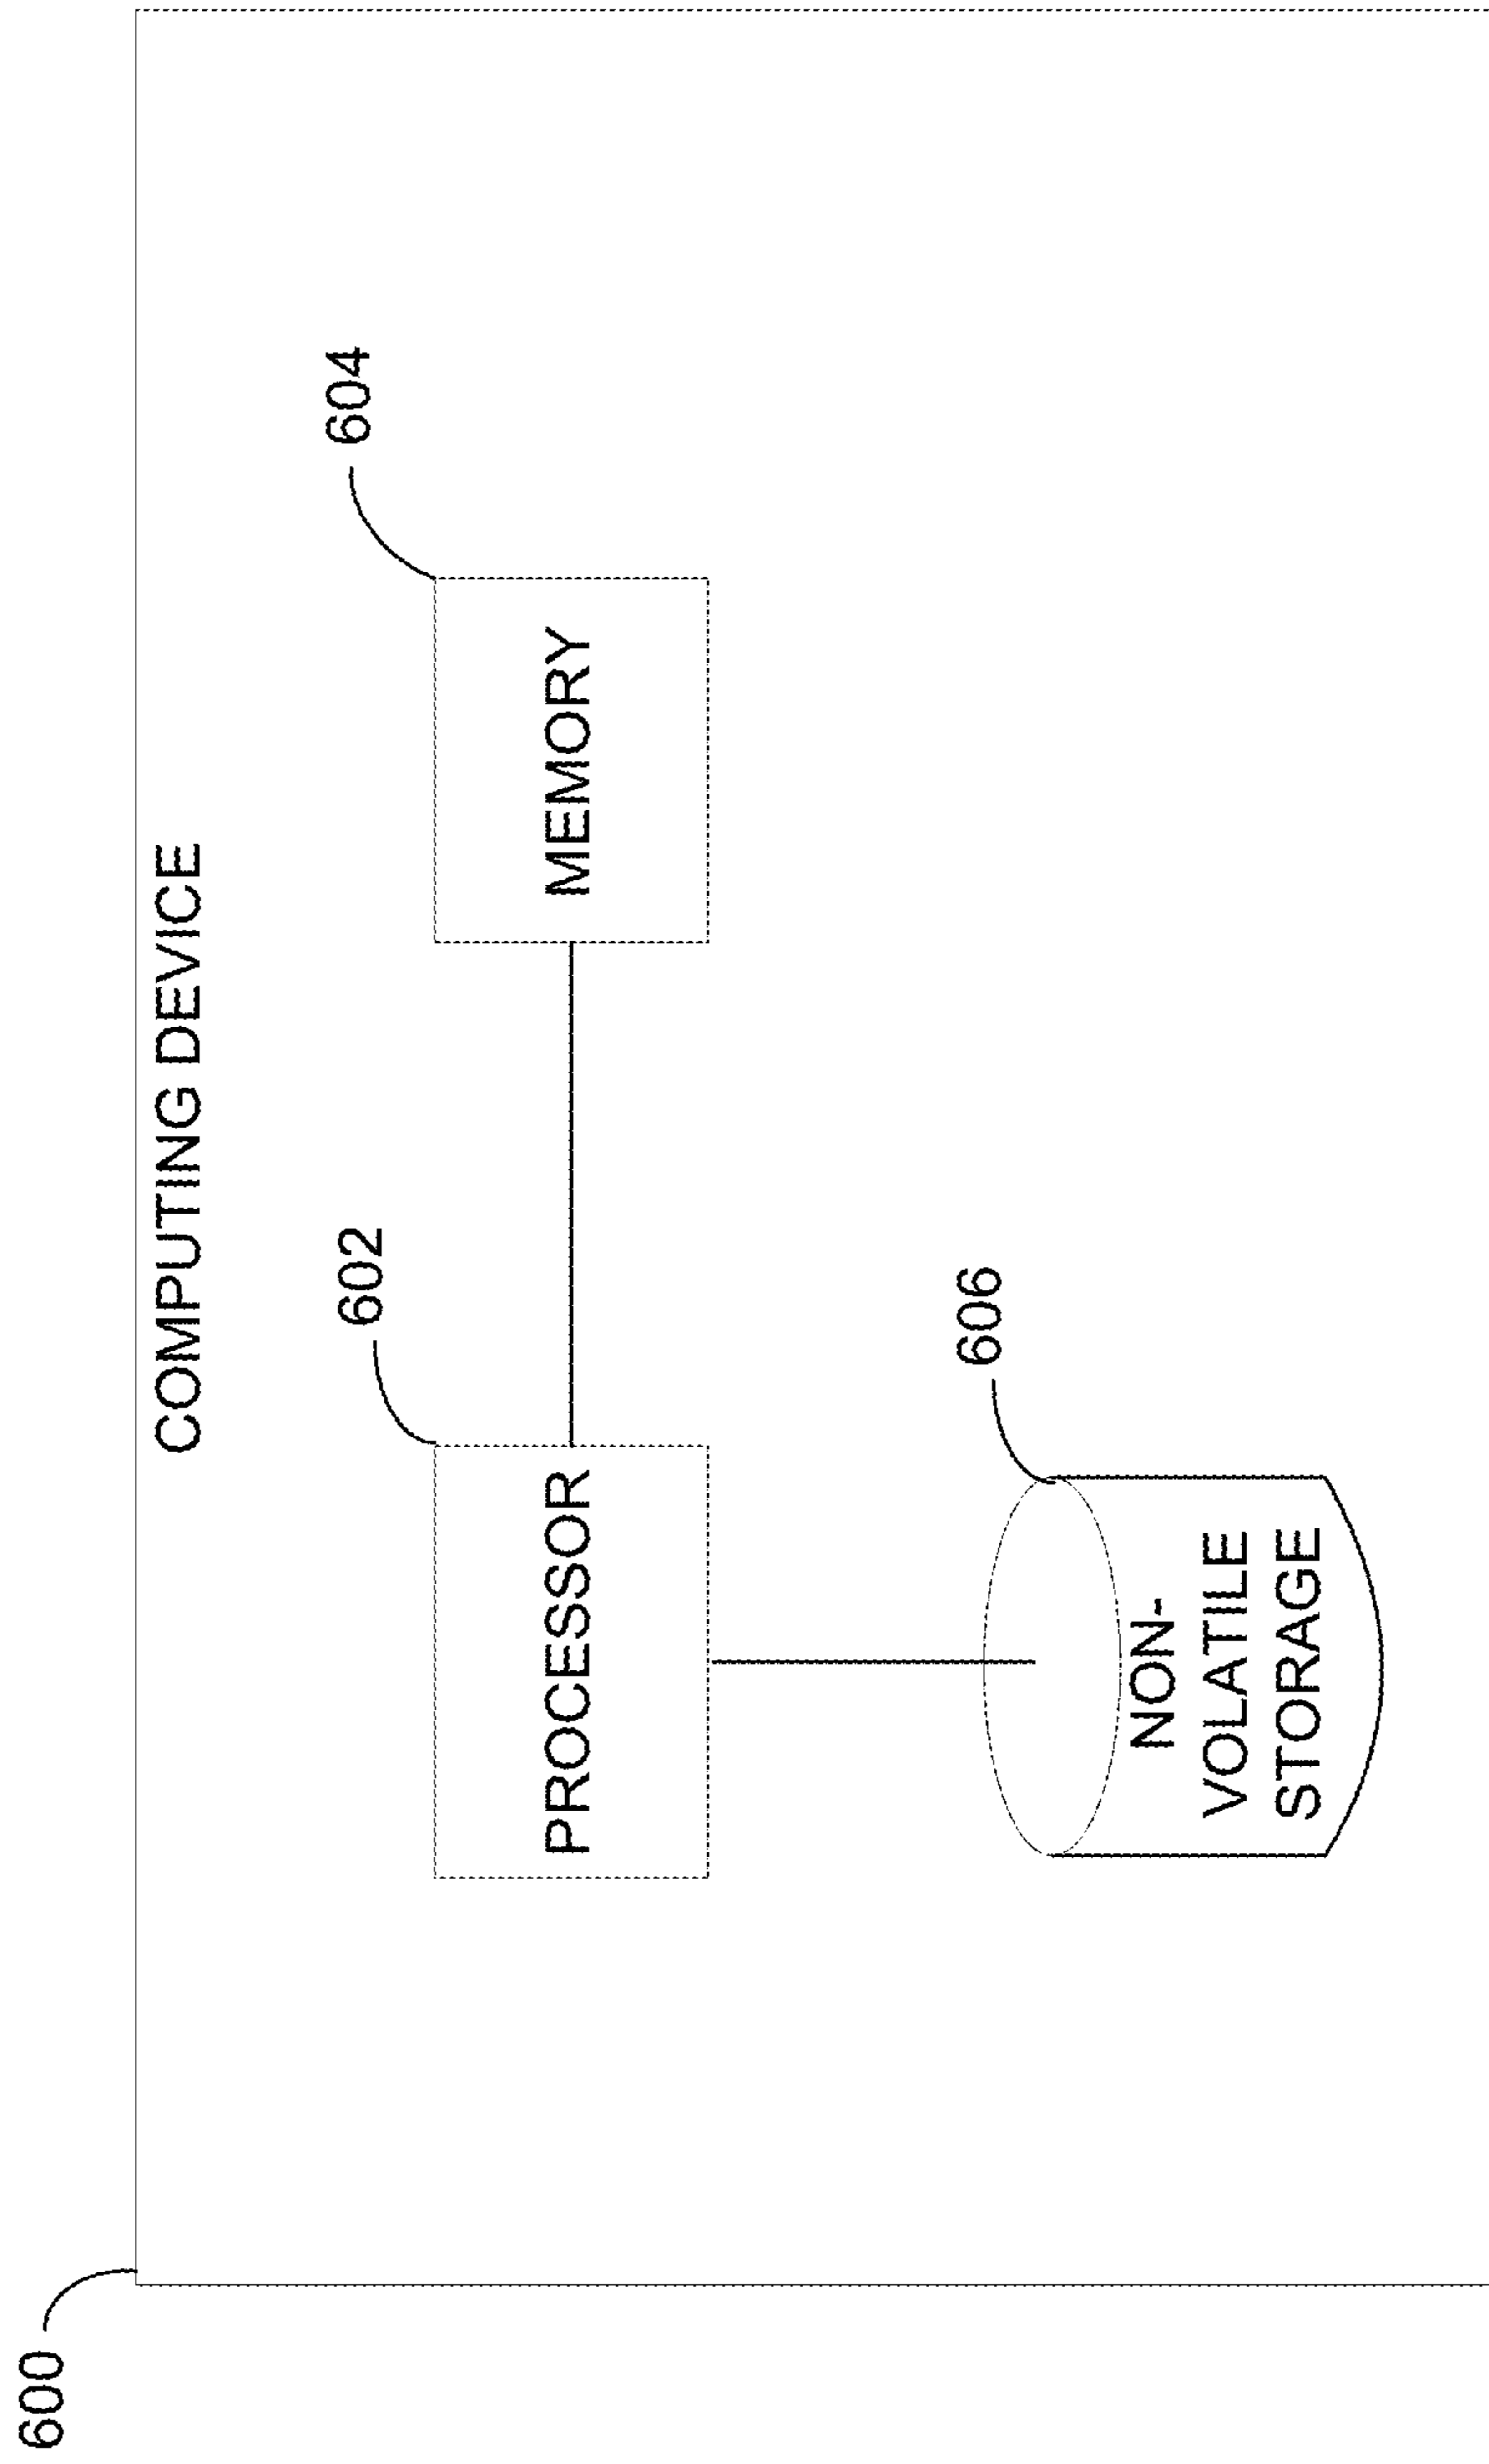 600
COMPUTING DEVICE
602
604
PROCESSOR
MEMORY
606
NON-
VOLATILE
STORAGE